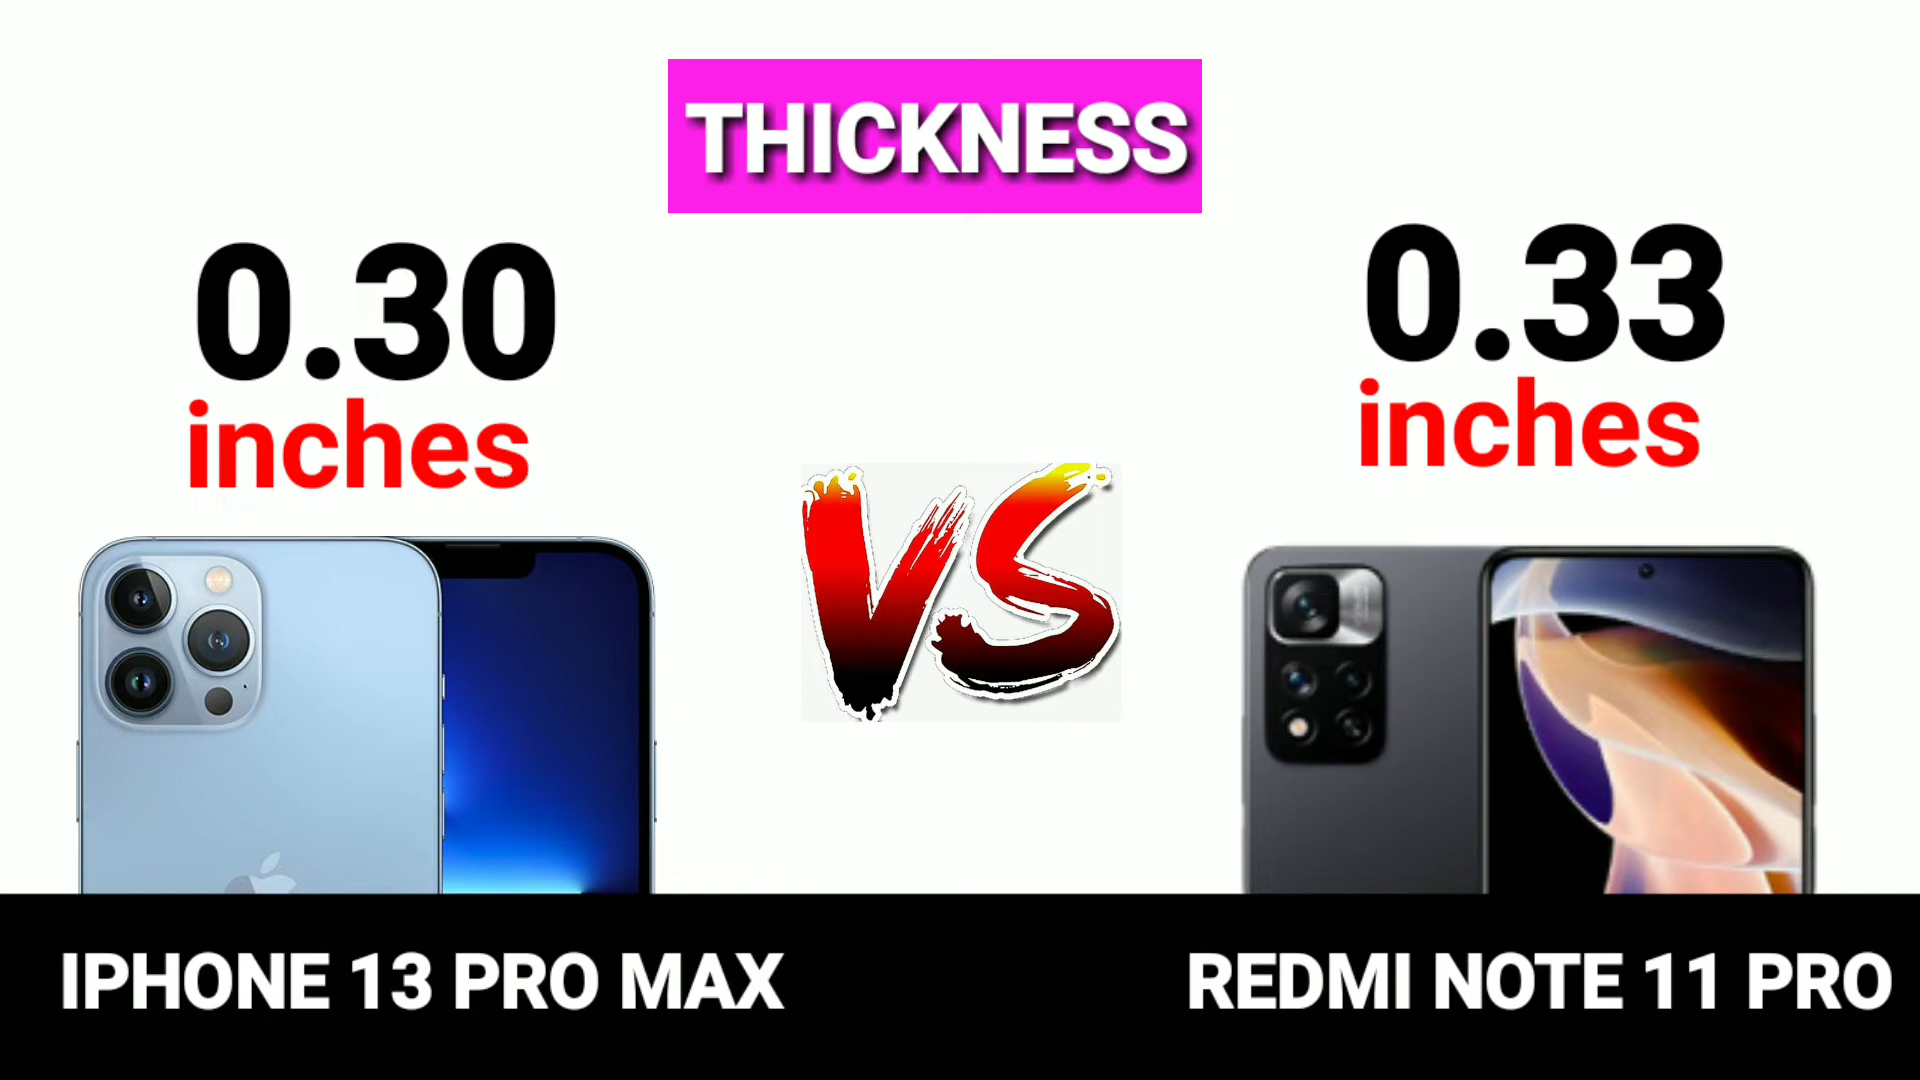 THICKNESS
0.30
inches
0.33
inches
VS
IPHONE 13 PRO MAX
REDMI NOTE 11 PRO